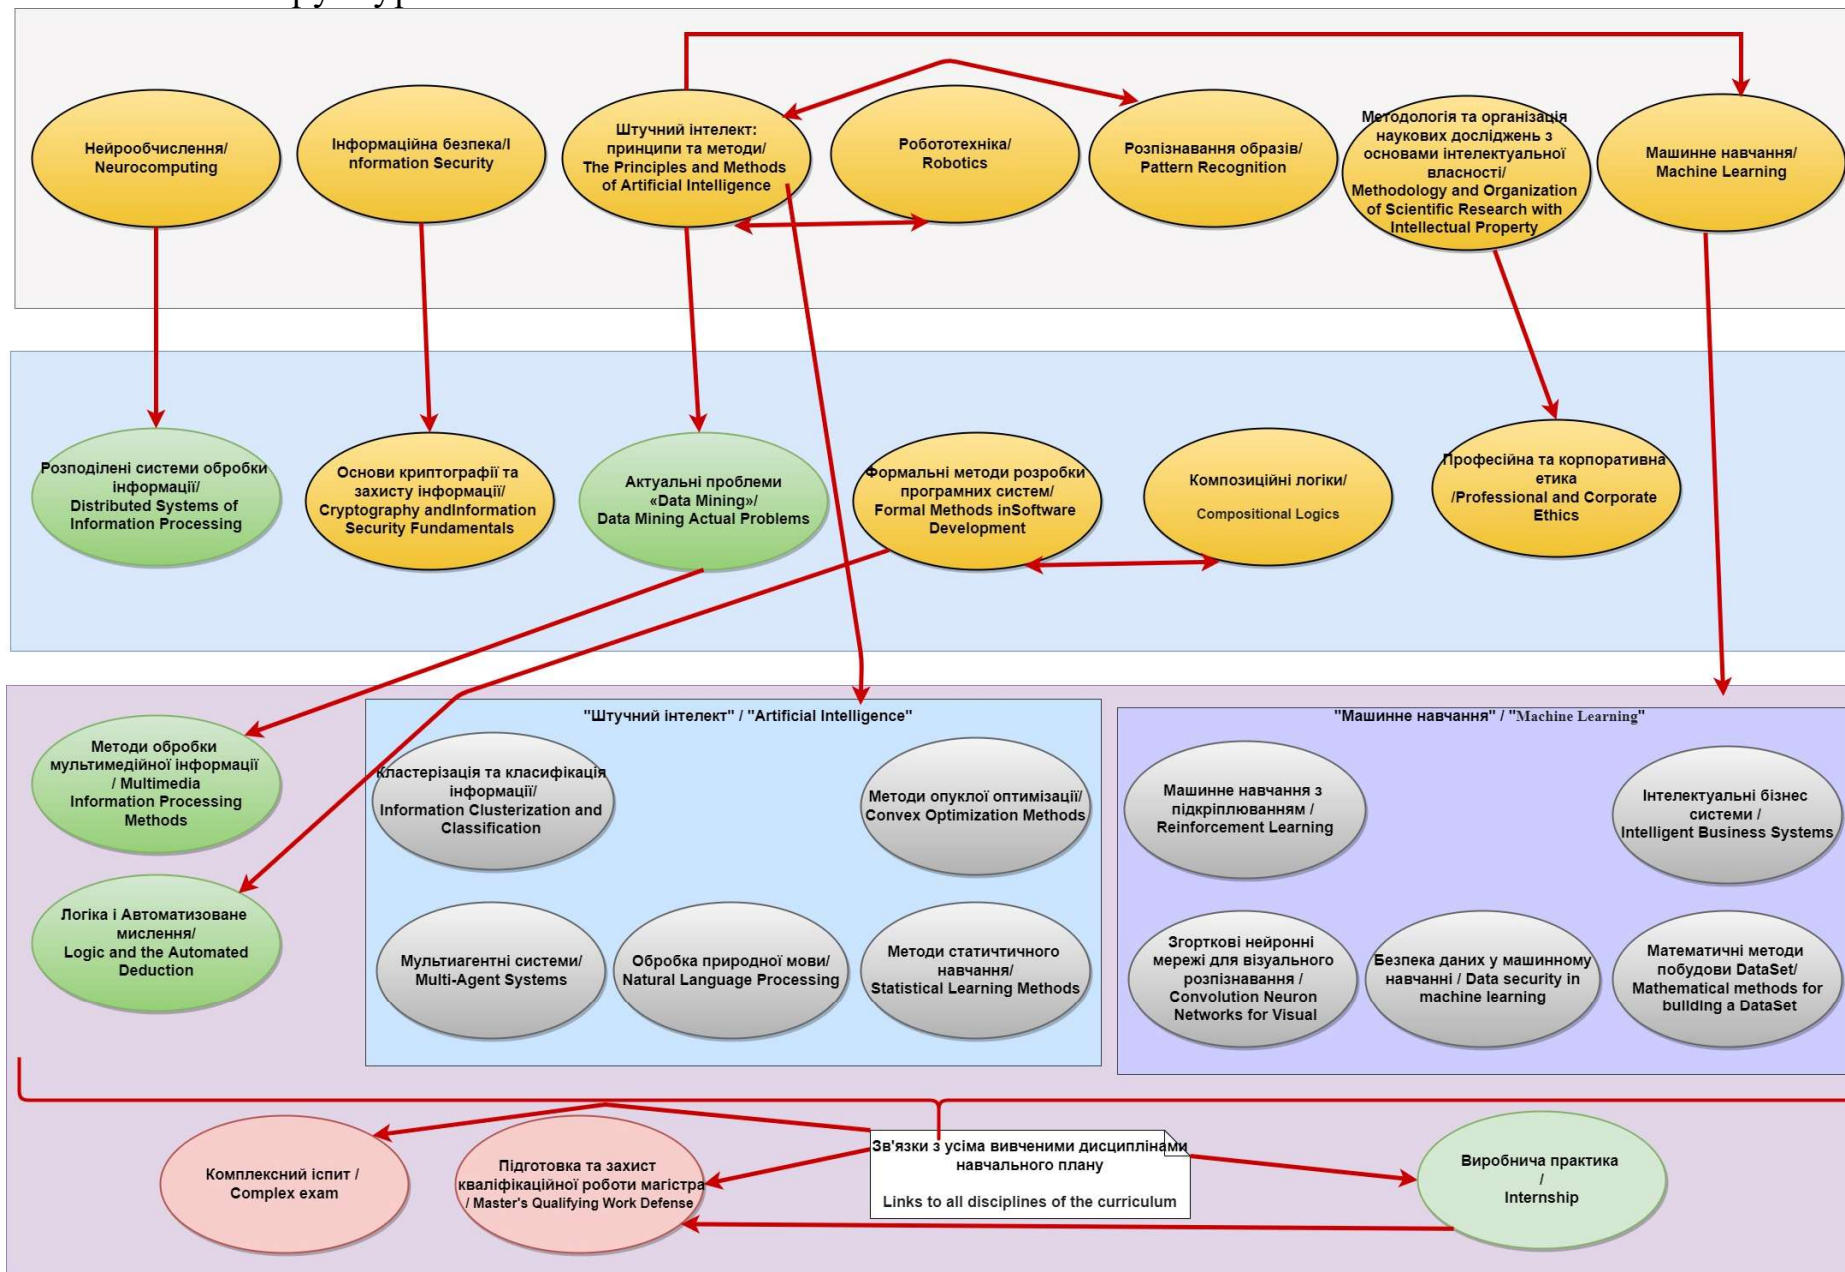 Нейрообчислення/
Neurocomputing
Інформаційна безпека/I
nformation Security
Штучний інтелект:
принципи та методи/
The Principles and Methods
of Artificial Intelligence
Робототехніка/
Robotics
Розпізнавання образів/
Pattern Recognition
Методологія та організація
наукових досліджень з
основами інтелектуальної
власності/
Methodology and Organization
of Scientific Research with
Intellectual Property
Машинне навчання/
Machine Learning
Розподілені системи обробки
інформації/
Distributed Systems of
Information Processing
Основи криптографії та
захисту інформації/
Cryptography andInformation
Security Fundamentals
Актуальні проблеми
«Data Mining»/
Data Mining Actual Problems
Формальні методи розробки
програмних систем/
Formal Methods inSoftware
Development
Композиційні логіки/
Compositional Logics
Професійна та корпоративна
етика
/Professional and Corporate
Ethics
Методи обробки
мультимедійної інформації
/ Multimedia
Information Processing
Methods
Логіка і Автоматизоване
мислення/
Logic and the Automated
Deduction
"Штучний інтелект" / "Artificial Intelligence"
Кластерізація та класифікація
інформації/
Information Clusterization and
Classification
Методи опуклої оптимізації/
Convex Optimization Methods
Мультиагентні системи/
Multi-Agent Systems
Обробка природної мови/
Natural Language Processing
Методи статичтичного
навчання/
Statistical Learning Methods
"Машинне навчання" / "Machine Learning"
Машинне навчання з
підкріплюванням /
Reinforcement Learning
Інтелектуальні бізнес
системи /
Intelligent Business Systems
Згорткові нейронні
мережі для візуального
розпізнавання /
Convolution Neuron
Networks for Visual
Безпека даних у машинному
навчанні / Data security in
machine learning
Математичні методи
побудови DataSet/
Mathematical methods for
building a DataSet
Комплексний іспит /
Complex exam
Підготовка та захист
кваліфікаційної роботи магістра
/ Master's Qualifying Work Defense
Зв'язки з усіма вивченими дисциплінами
навчального плану
Links to all disciplines of the curriculum
Виробнича практика
/
Internship